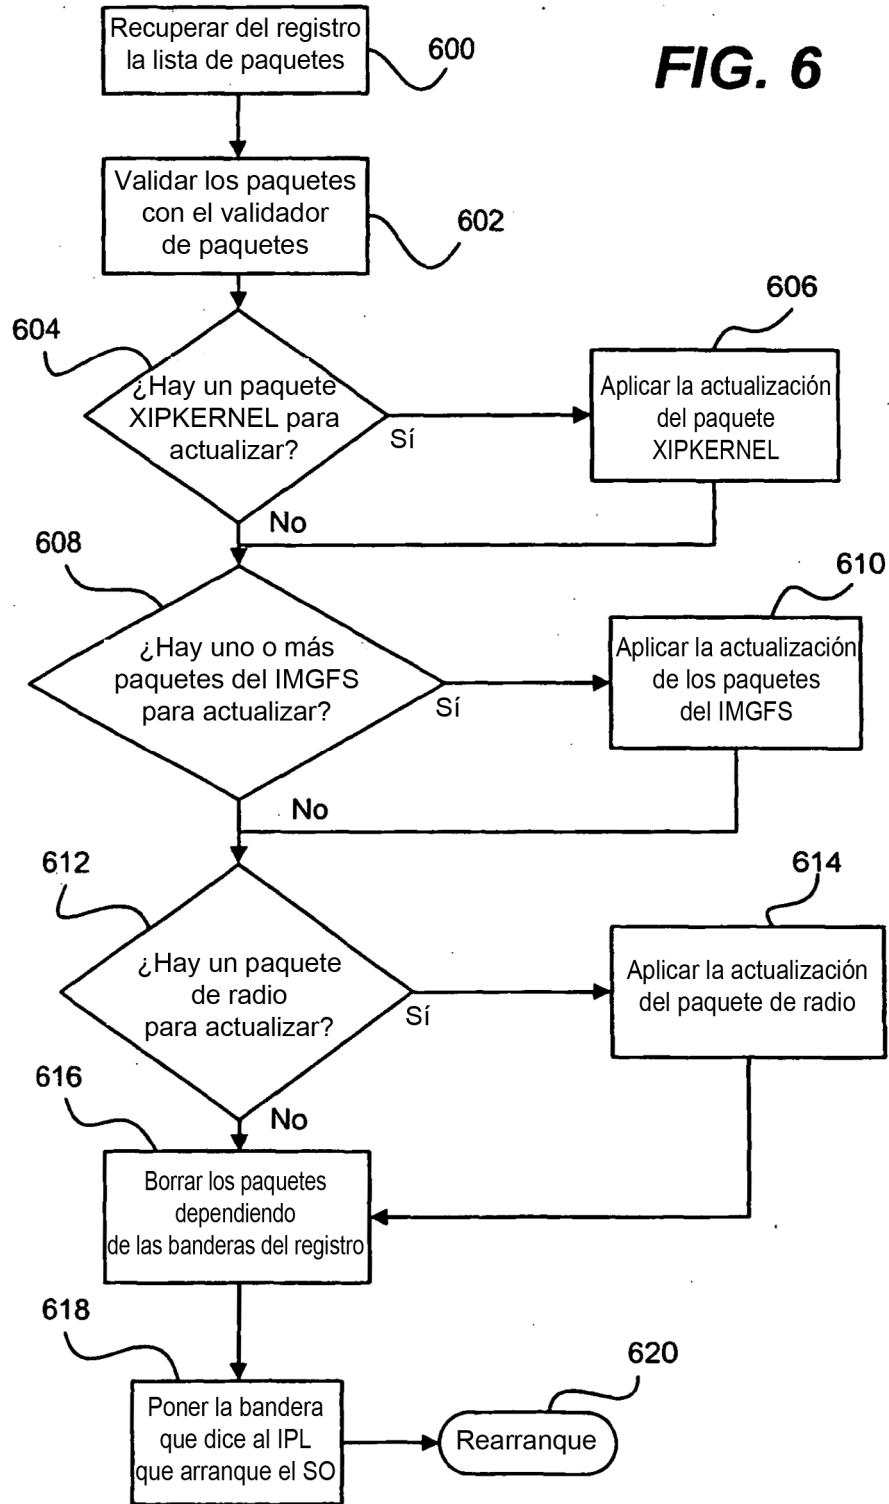 Recuperar del registro
la lista de paquetes
600
FIG. 6
Validar los paquetes
con el validador
de paquetes
602
604
¿Hay un paquete
XIPKERNEL para
actualizar?
Sí
No
606
Aplicar la actualización
del paquete
XIPKERNEL
608
¿Hay uno o más
paquetes del IMGFS
para actualizar?
Sí
No
610
Aplicar la actualización
de los paquetes
del IMGFS
612
¿Hay un paquete
de radio
para actualizar?
Sí
No
614
Aplicar la actualización
del paquete de radio
616
Borrar los paquetes
dependiendo
de las banderas del registro
618
Poner la bandera
que dice al IPL
que arranque el SO
620
Rearranque